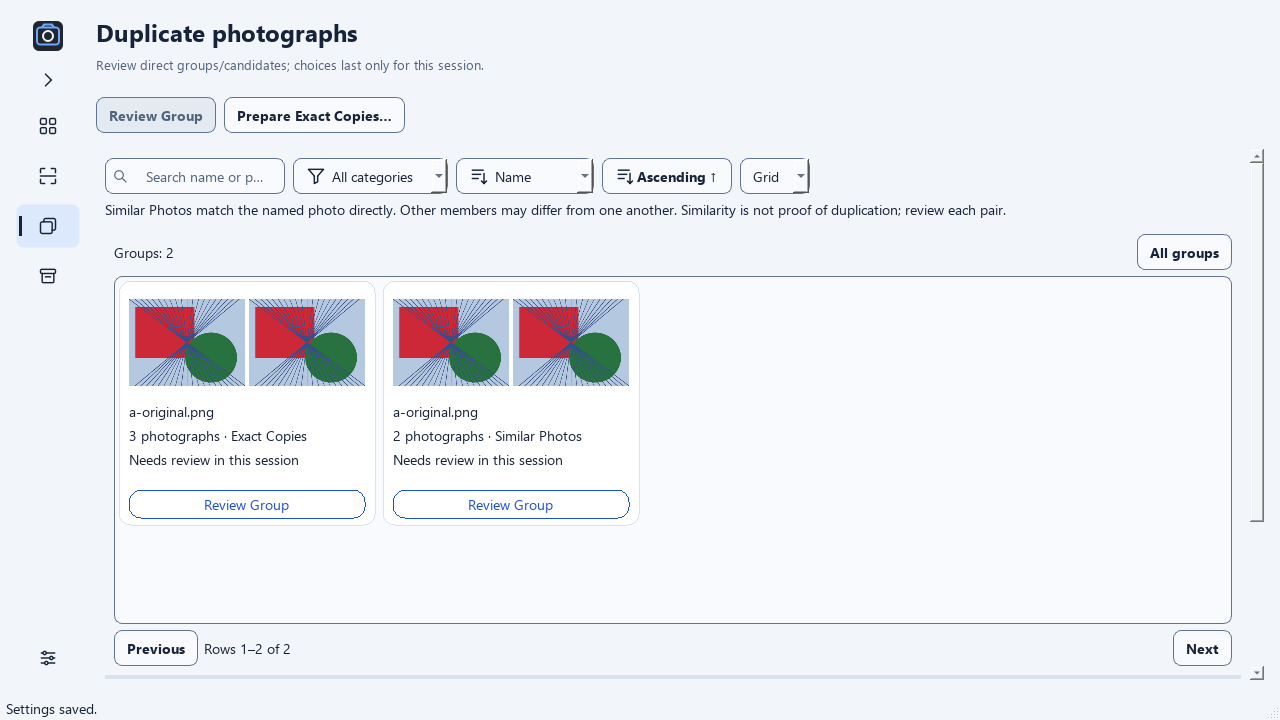 Duplicate photographs
Review direct groups/candidates; choices last only for this session.
Review Group
Prepare Exact Copies...
Search name or p...
All categories
Name
Ascending ↑
Grid
Similar Photos match the named photo directly. Other members may differ from one another. Similarity is not proof of duplication; review each pair.
Groups: 2
All groups
a-original.png
3 photographs · Exact Copies
Needs review in this session
Review Group
a-original.png
2 photographs · Similar Photos
Needs review in this session
Review Group
Previous
Rows 1–2 of 2
Next
Settings saved.